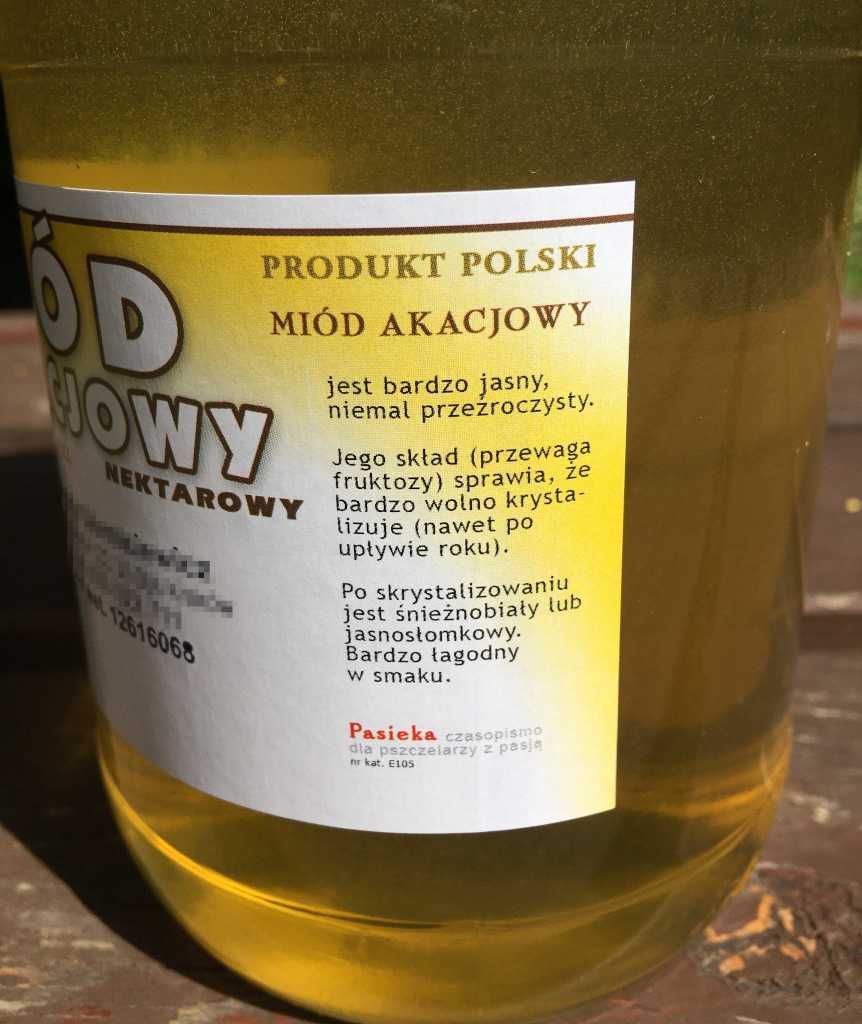 ÓD
CJOWY
NEKTAROWY
12616068
PRODUKT POLSKI
MIÓD AKACJOWY
jest bardzo jasny,
niemal przeźroczysty.
Jego skład (przewaga
fruktozy) sprawia, że
bardzo wolno krysta-
lizuje (nawet po
upływie roku).
Po skrystalizowaniu
jest śnieżnobiały lub
jasnosłomkowy.
Bardzo łagodny
w smaku.
Pasieka czasopismo
dla pszczelarzy z pasją
nr kat. E105